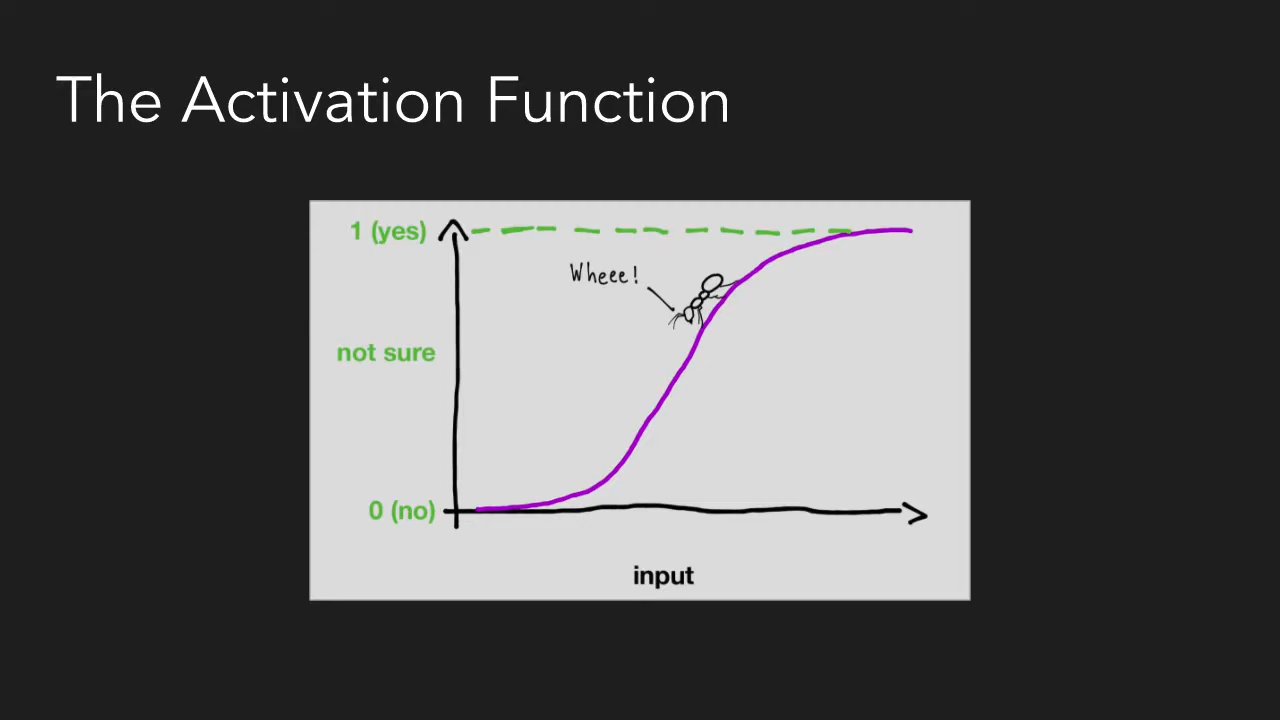 The Activation Function
1 (yes)
Wheee!
not sure
0 (no)
input